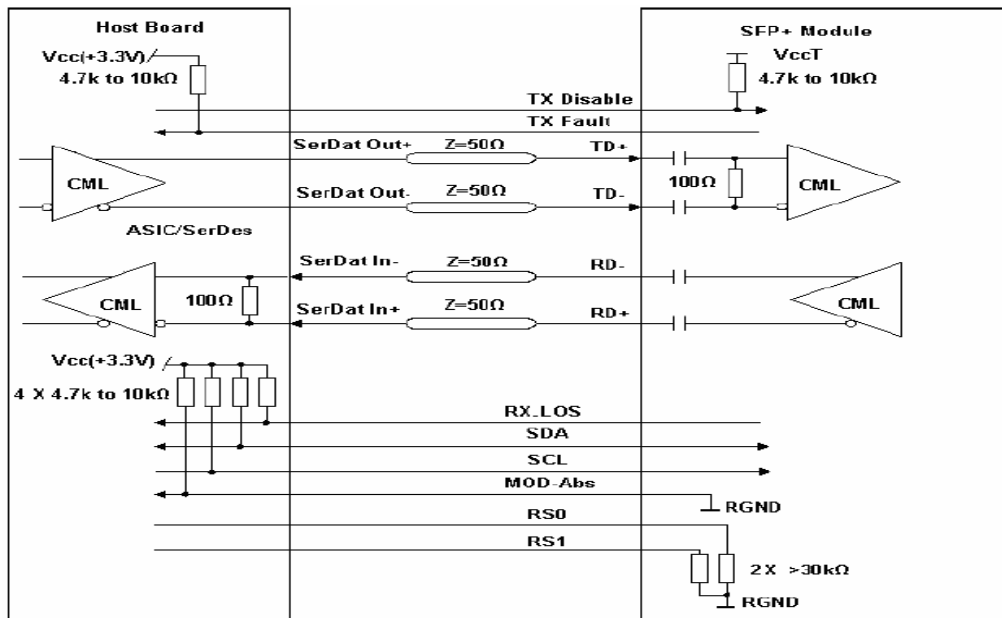 Host Board
SFP+ Module
Vcc(+3.3V)
4.7k to 10kΩ
VccT
4.7k to 10kΩ
TX Disable
TX Fault
SerDat Out+
Z=50Ω
TD+
CML
100Ω
CML
SerDat Out-
Z=50Ω
TD-
ASIC/SerDes
SerDat In-
Z=50Ω
RD-
CML
100Ω
CML
SerDat In+
Z=50Ω
RD+
Vcc(+3.3V)
4 X 4.7k to 10kΩ
RX-LOS
SDA
SCL
MOD-Abs
RGND
RS0
RS1
2X >30kΩ
RGND